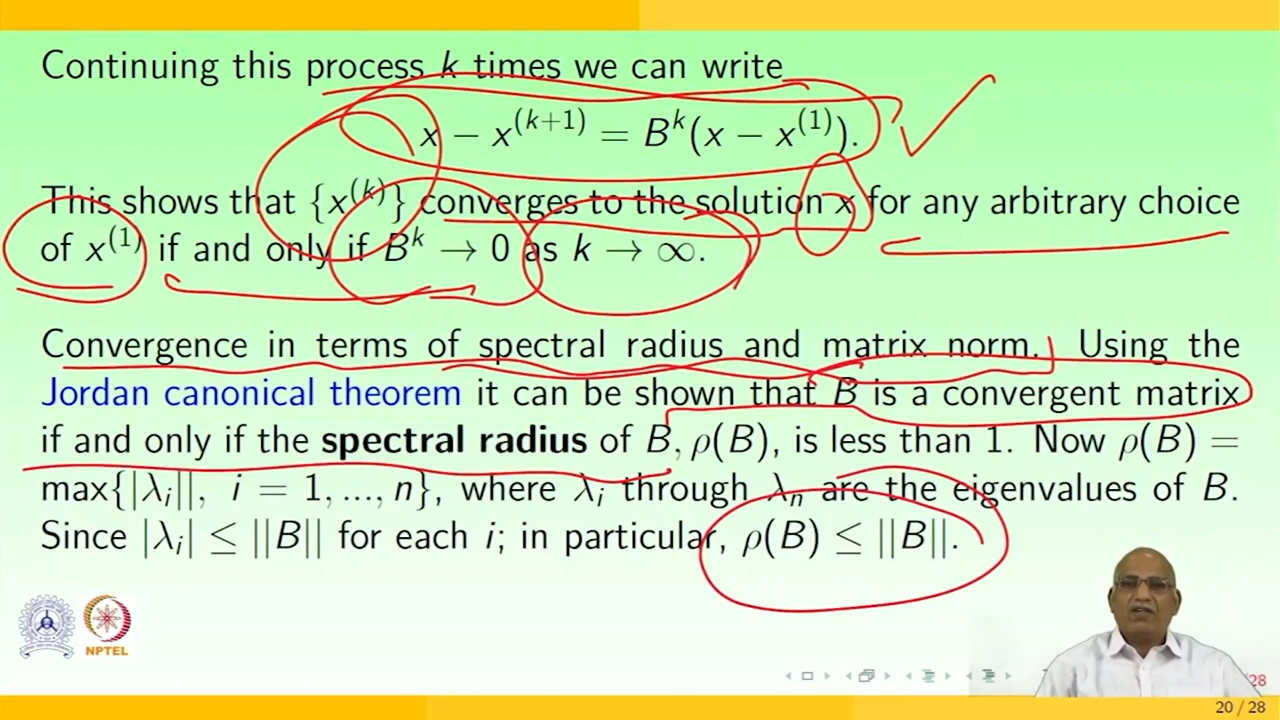 Continuing this process k times we can write
x − x^(k+1) = B^k(x − x^(1)).
This shows that {x^(k)} converges to the solution x for any arbitrary choice
of x^(1) if and only if B^k → 0 as k → ∞.
Convergence in terms of spectral radius and matrix norm. Using the
Jordan canonical theorem it can be shown that B is a convergent matrix
if and only if the spectral radius of B, ρ(B), is less than 1. Now ρ(B) =
max{|λ_i||, i = 1, ..., n}, where λ_i through λ_n are the eigenvalues of B.
Since |λ_i| ≤ ||B|| for each i; in particular, ρ(B) ≤ ||B||.
NPTEL
/28
20 / 28